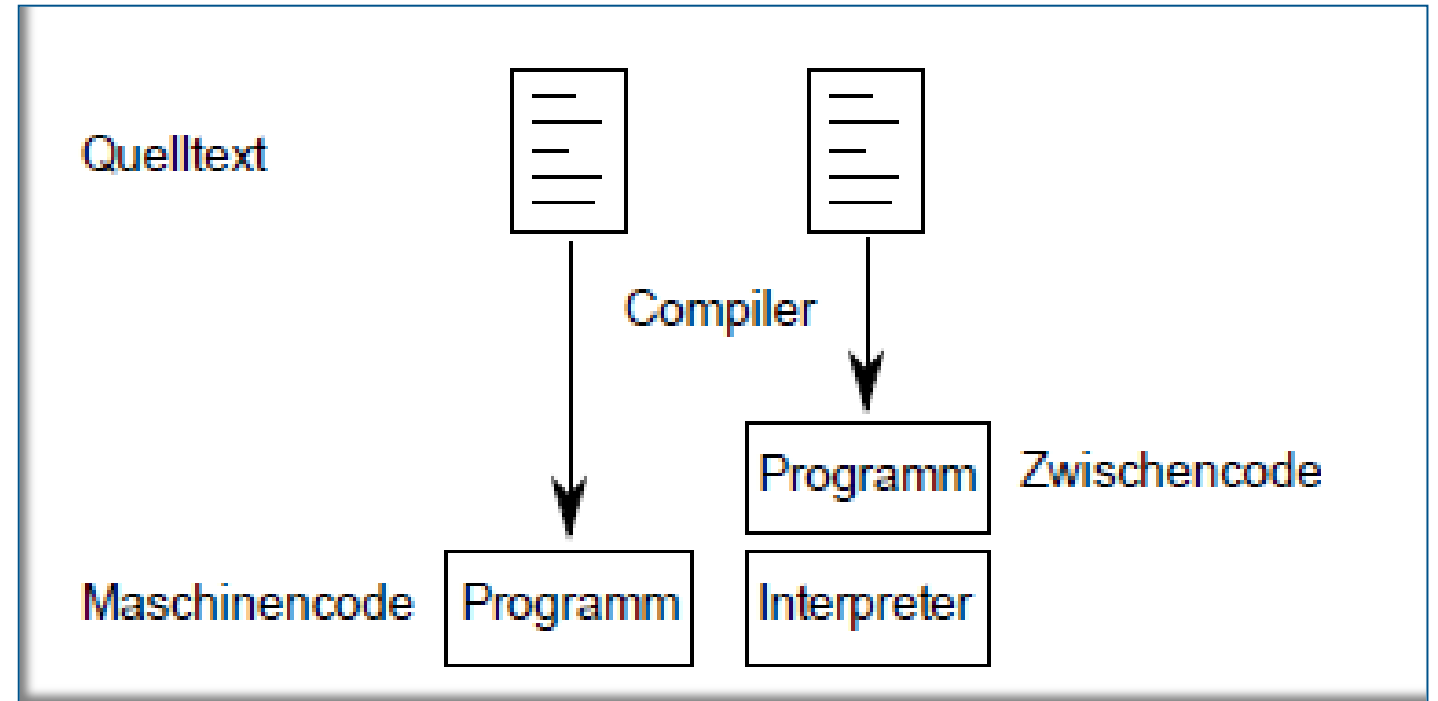 Quelltext
Compiler
Programm Zwischencode
Maschinencode Programm Interpreter